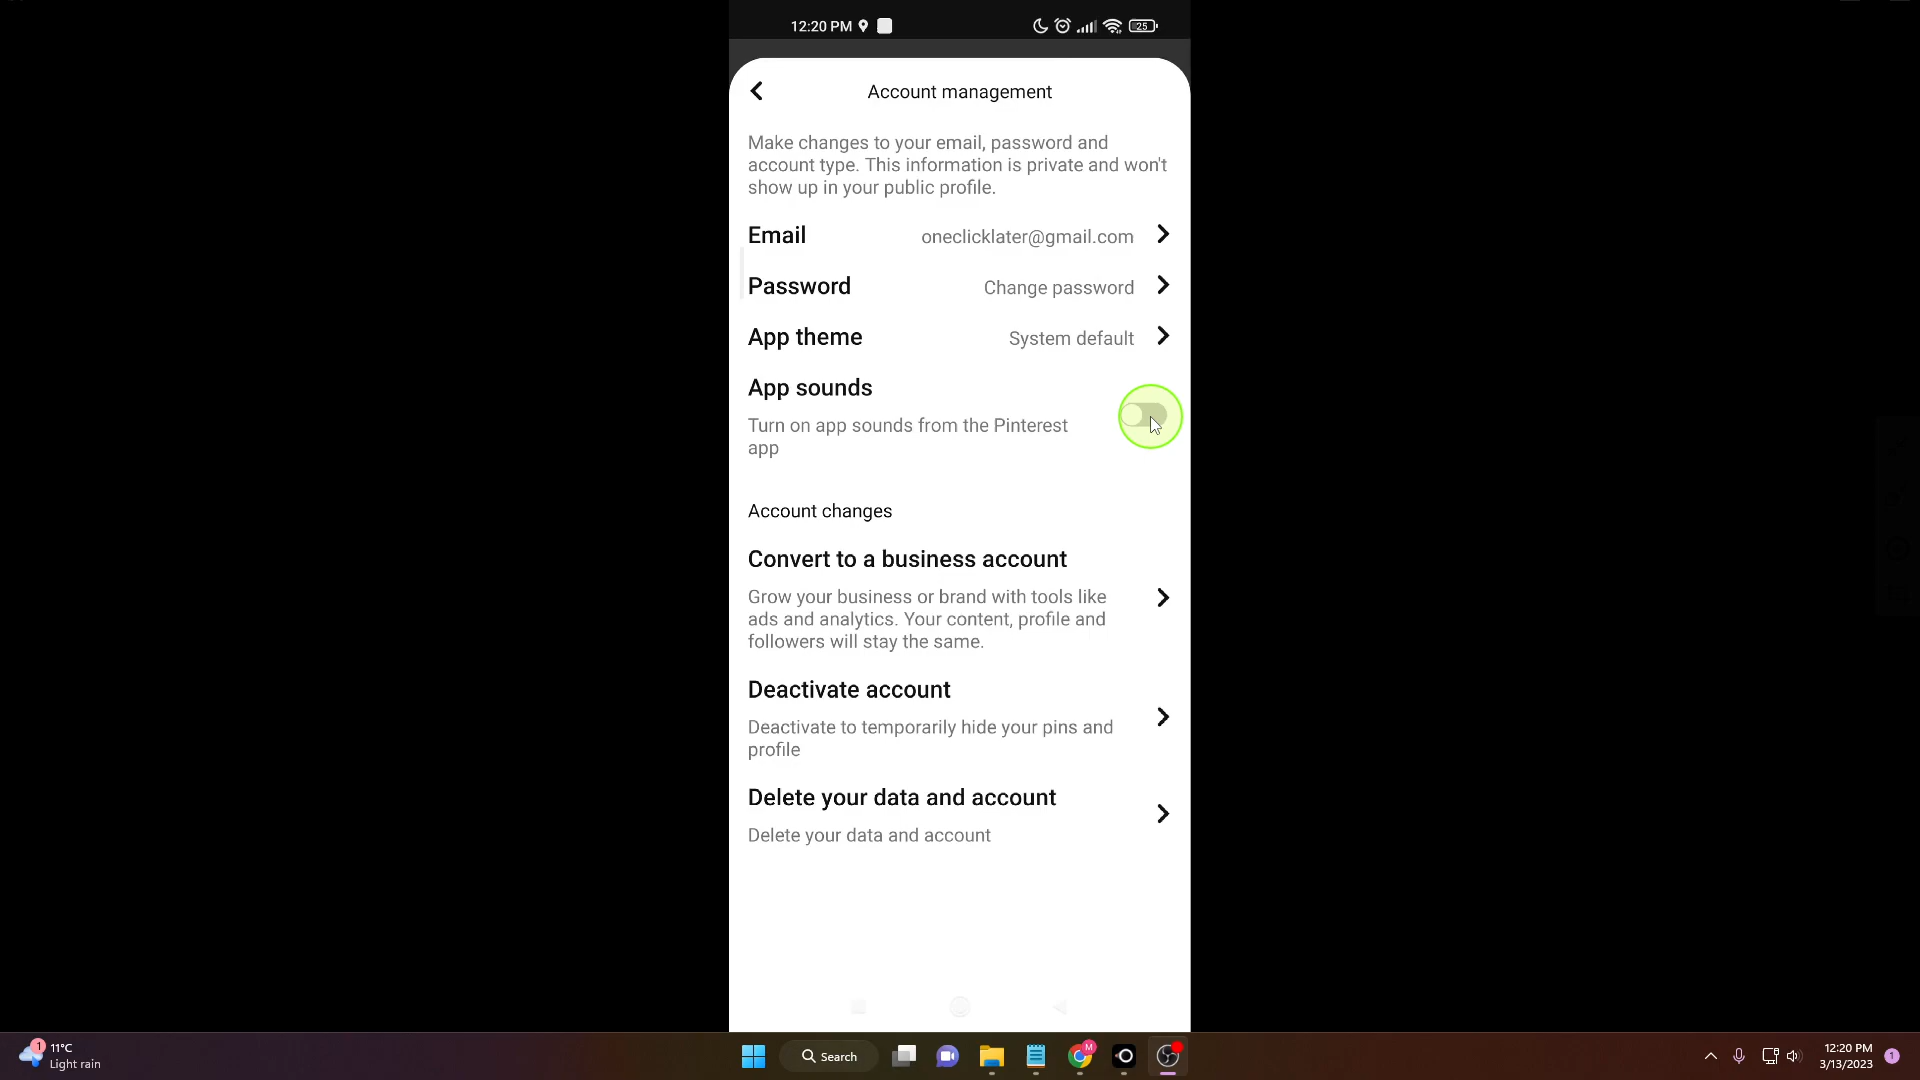 12:20 PM
25
Account management
Make changes to your email, password and
account type. This information is private and won't
show up in your public profile.
Email oneclicklater@gmail.com
Password Change password
App theme System default
App sounds
Turn on app sounds from the Pinterest
app
Account changes
Convert to a business account
Grow your business or brand with tools like
ads and analytics. Your content, profile and
followers will stay the same.
Deactivate account
Deactivate to temporarily hide your pins and
profile
Delete your data and account
Delete your data and account
1
11°C
Light rain
Search
M
12:20 PM
3/13/2023
1